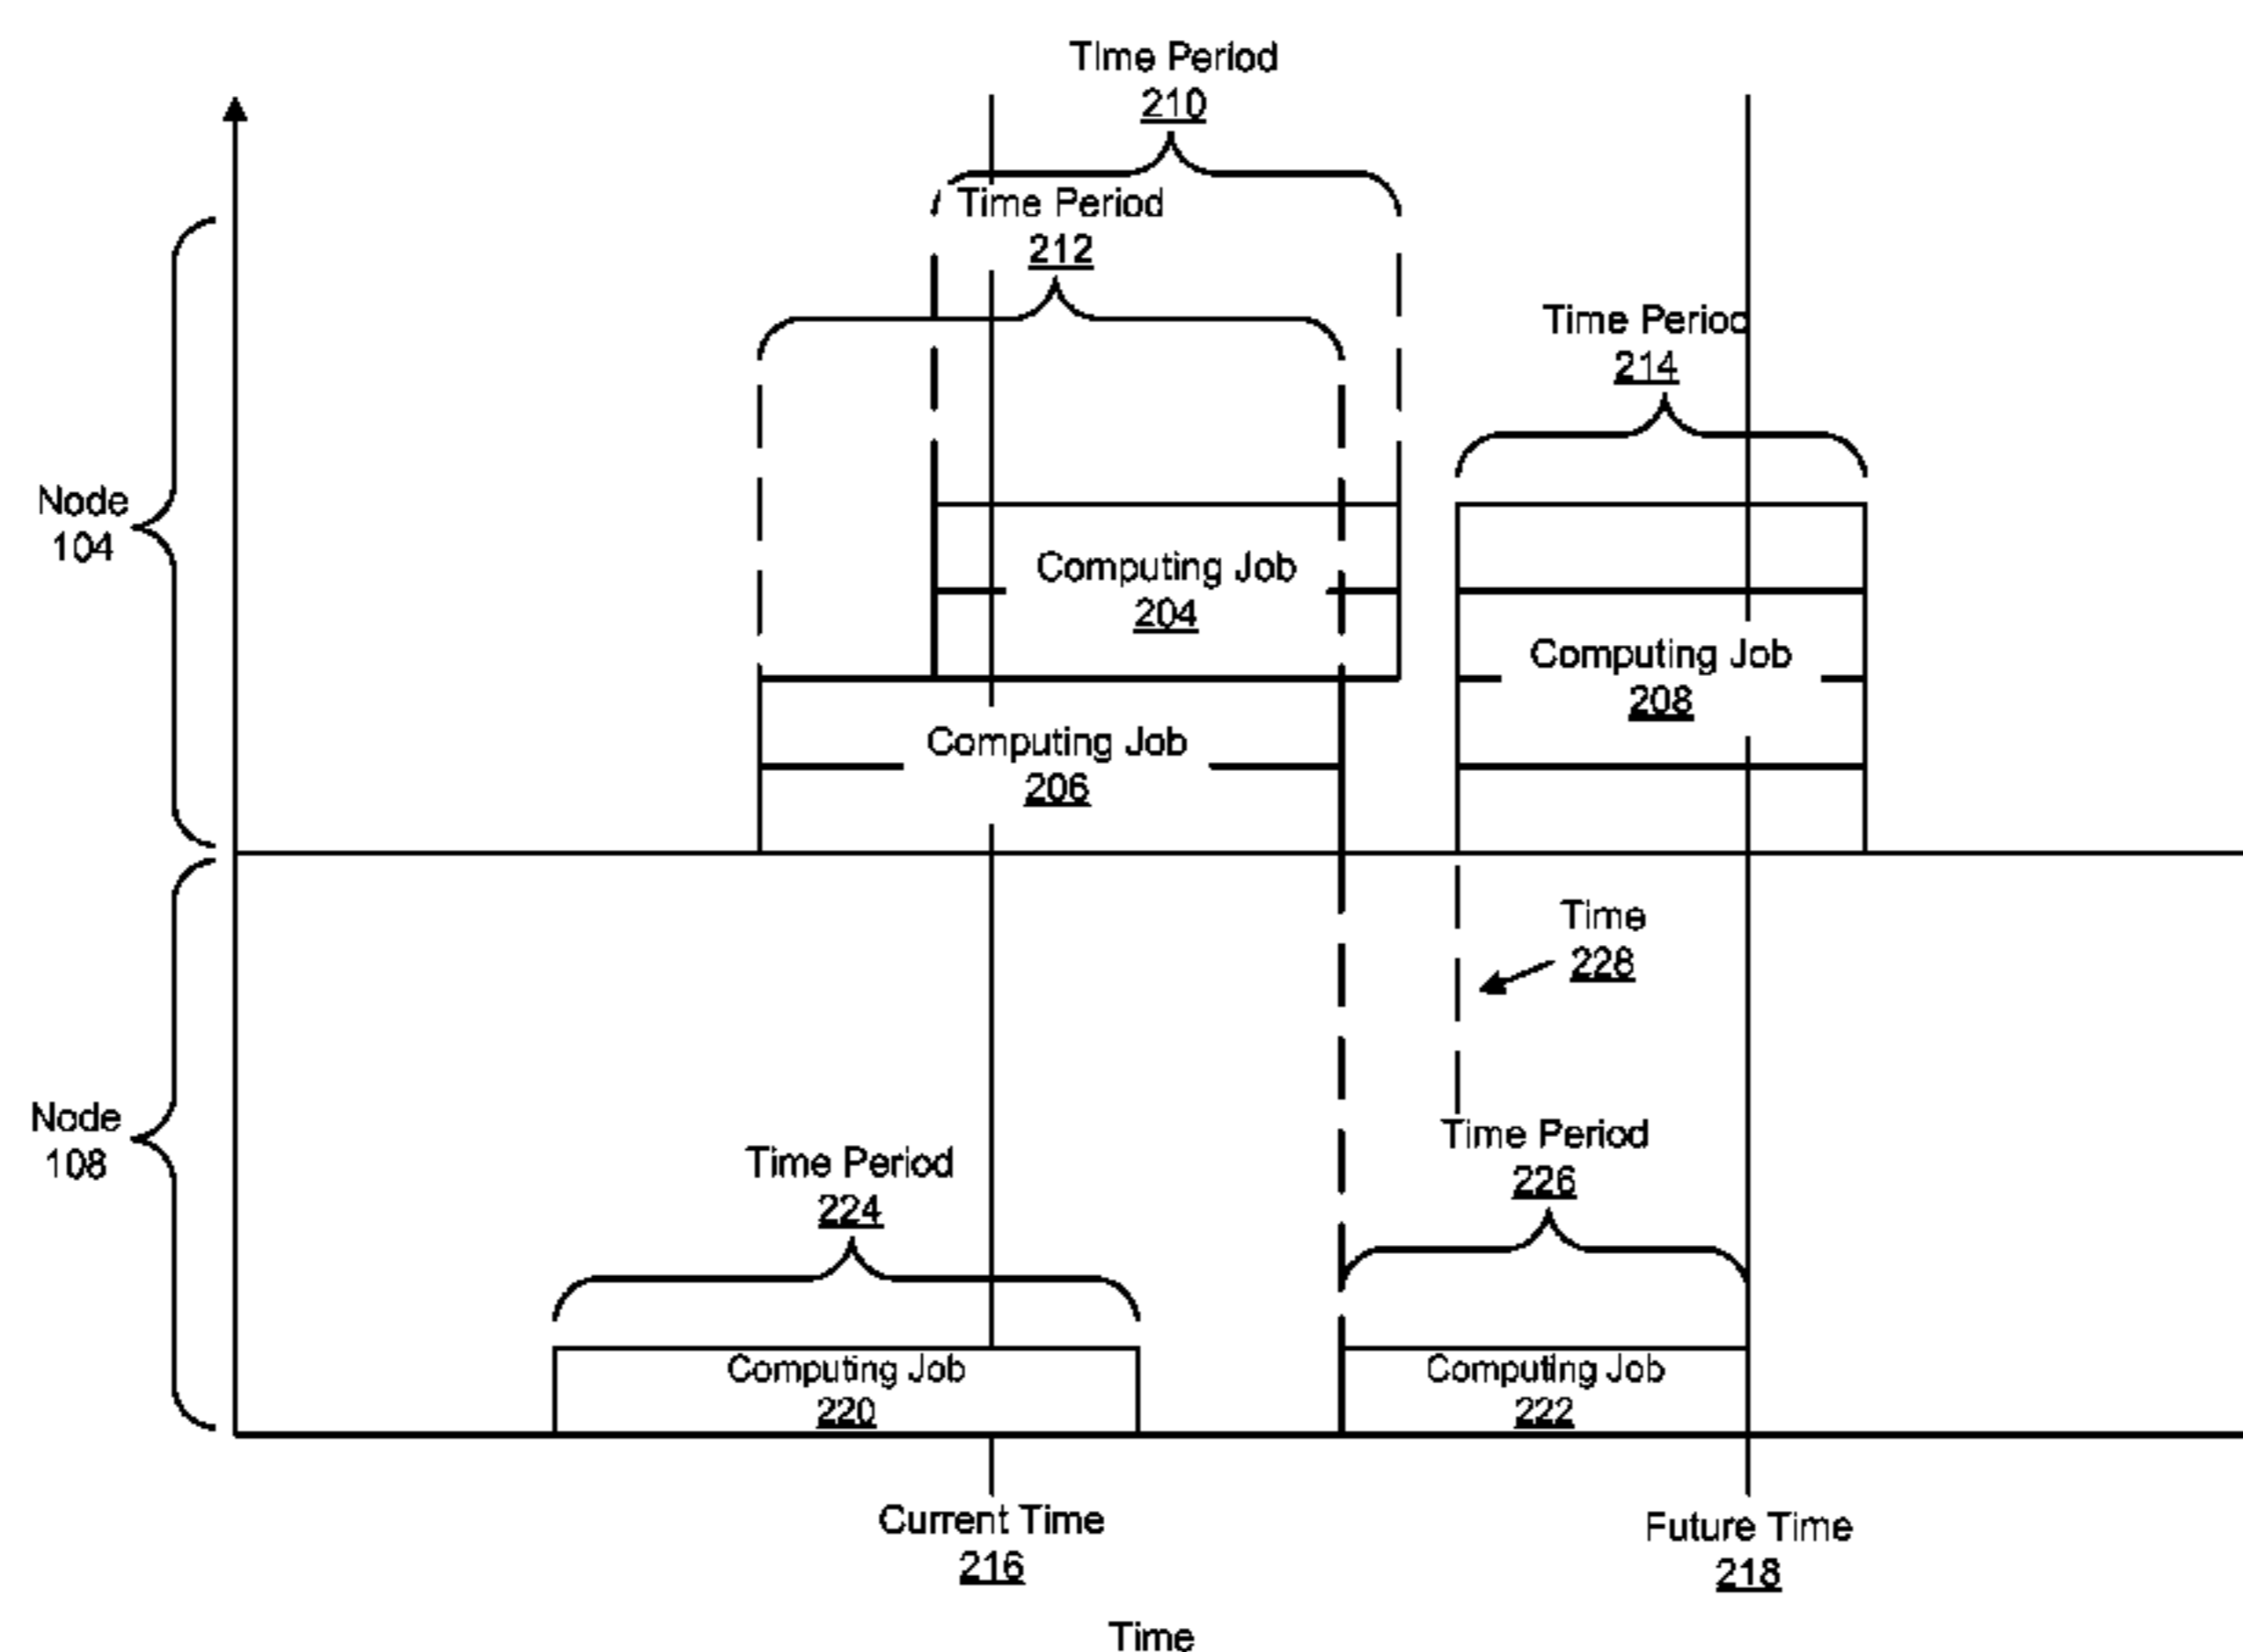 Time Period
210
Time Period
212
Time Period
214
Node
104
Computing Job
204
Computing Job
208
Computing Job
206
Time
228
Node
108
Time Period
226
Time Period
224
Computing Job
220
Computing Job
222
Current Time
216
Future Time
218
Time